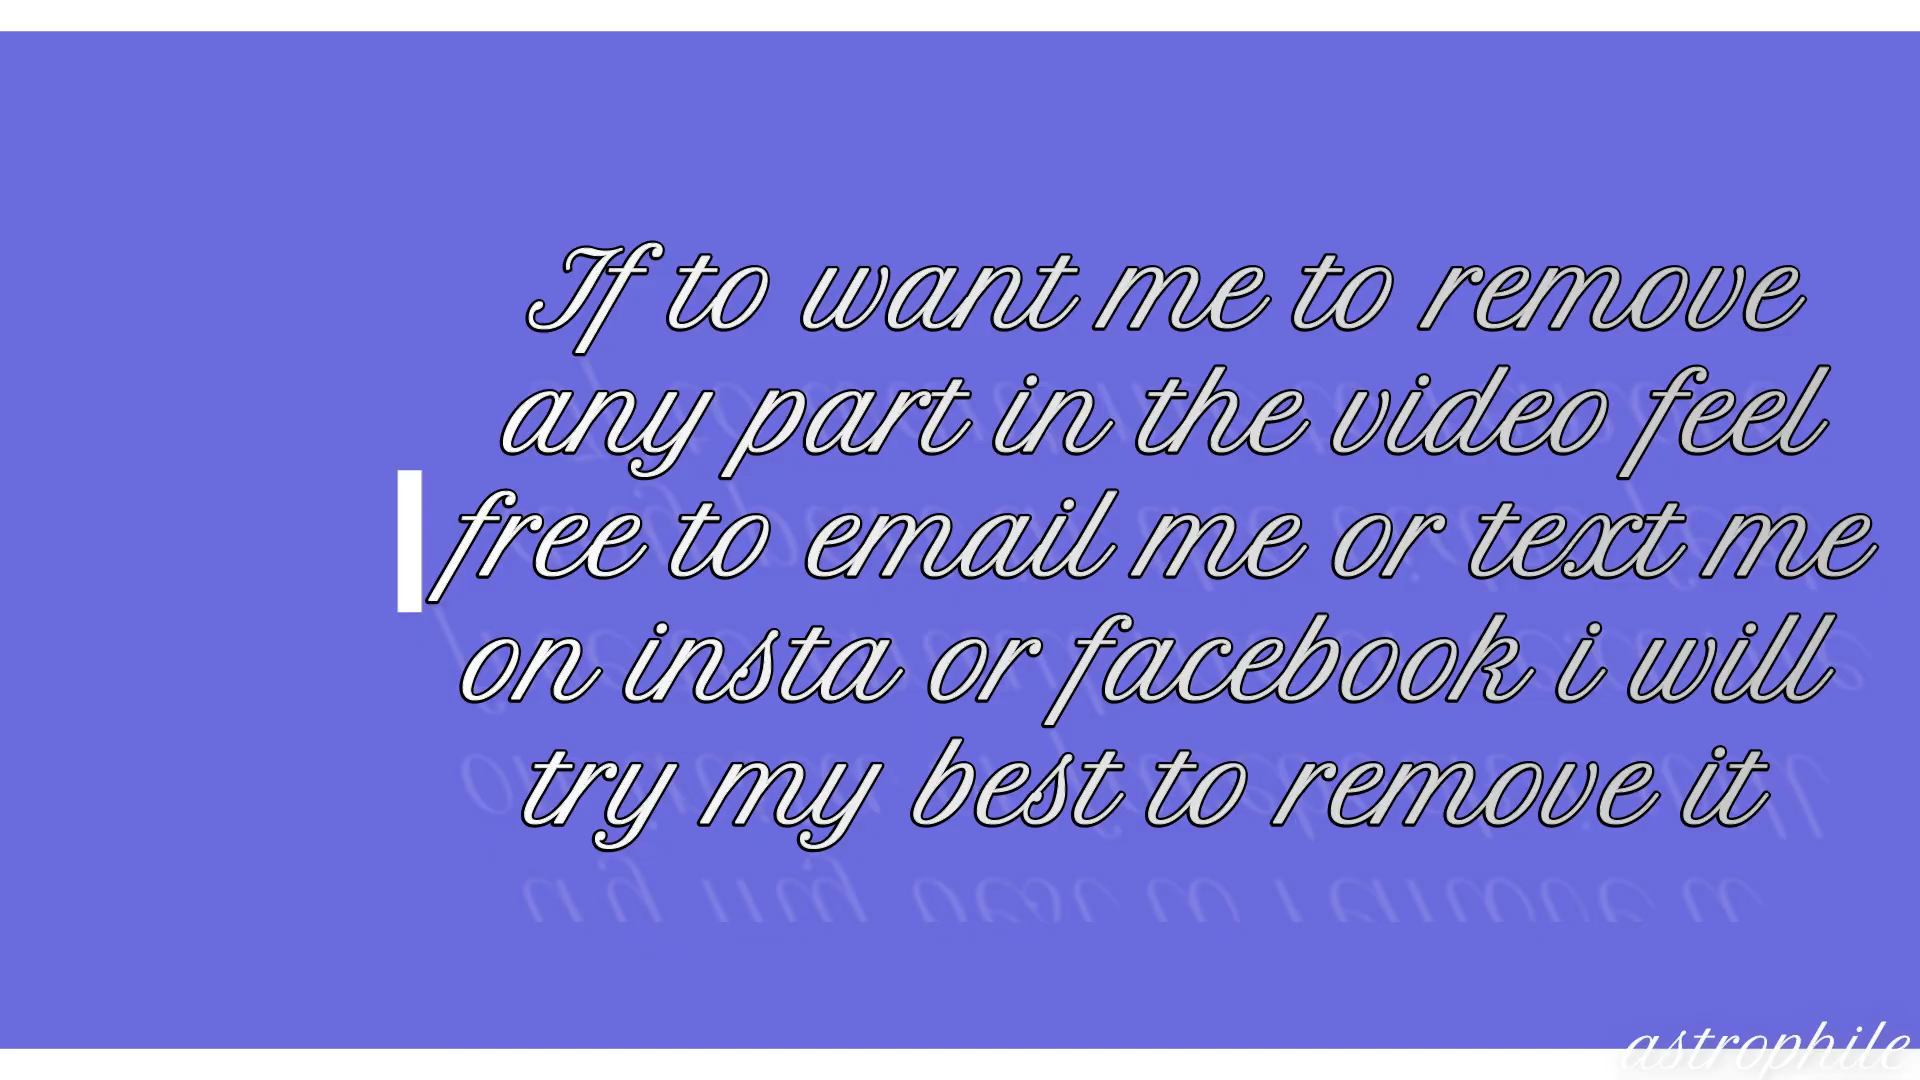 If to want me to remove
any part in the video feel
free to email me or text me
on insta or facebook i will
try my best to remove it
astrophile